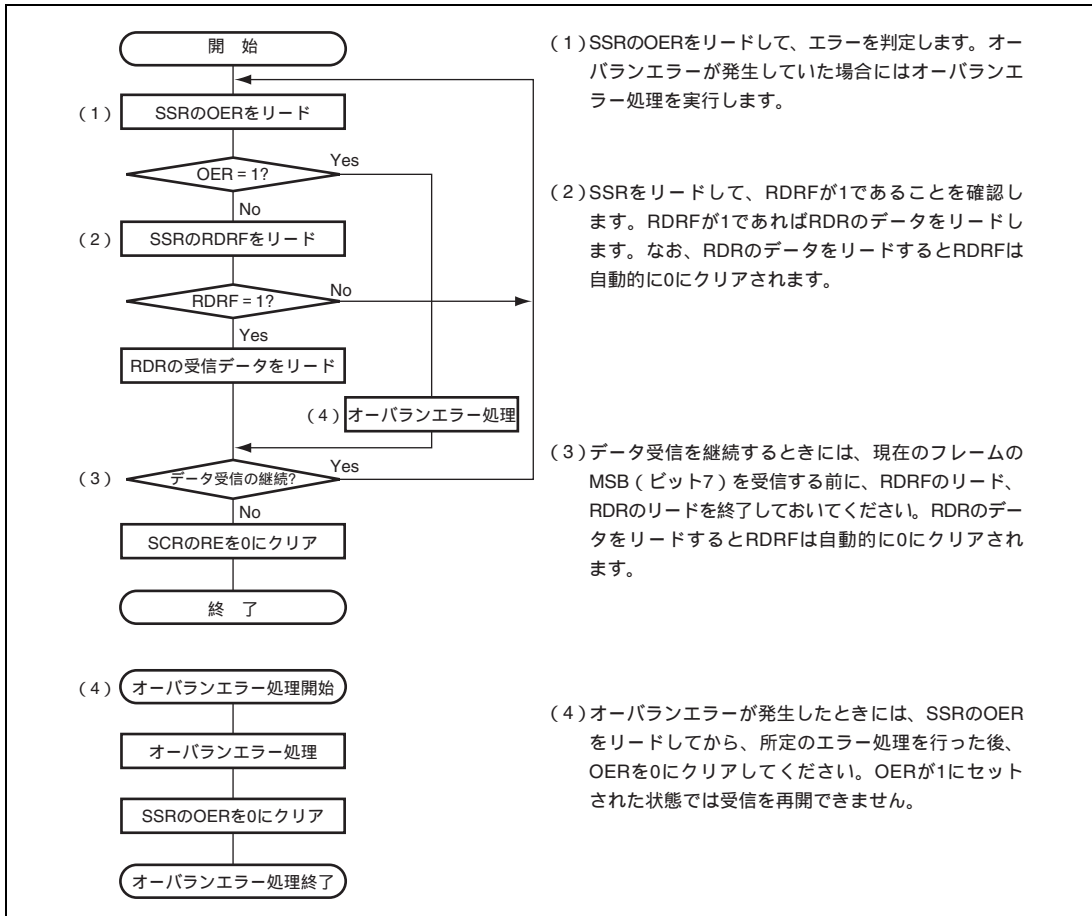 開 始
(1) SSRのOERをリード
OER = 1?
Yes
No
(2) SSRのRDRFをリード
RDRF = 1?
No
Yes
RDRの受信データをリード
(4) オーバランエラー処理
(3) データ受信の継続?
Yes
No
SCRのREを0にクリア
終 了
(4) オーバランエラー処理開始
オーバランエラー処理
SSRのOERを0にクリア
オーバランエラー処理終了
(1)SSRのOERをリードして、エラーを判定します。オー
バランエラーが発生していた場合にはオーバランエ
ラー処理を実行します。
(2)SSRをリードして、RDRFが1であることを確認し
ます。RDRFが1であればRDRのデータをリードし
ます。なお、RDRのデータをリードするとRDRFは
自動的に0にクリアされます。
(3)データ受信を継続するときには、現在のフレームの
MSB(ビット7)を受信する前に、RDRFのリード、
RDRのリードを終了しておいてください。RDRのデー
タをリードするとRDRFは自動的に0にクリアされ
ます。
(4)オーバランエラーが発生したときには、SSRのOER
をリードしてから、所定のエラー処理を行った後、
OERを0にクリアしてください。OERが1にセット
された状態では受信を再開できません。